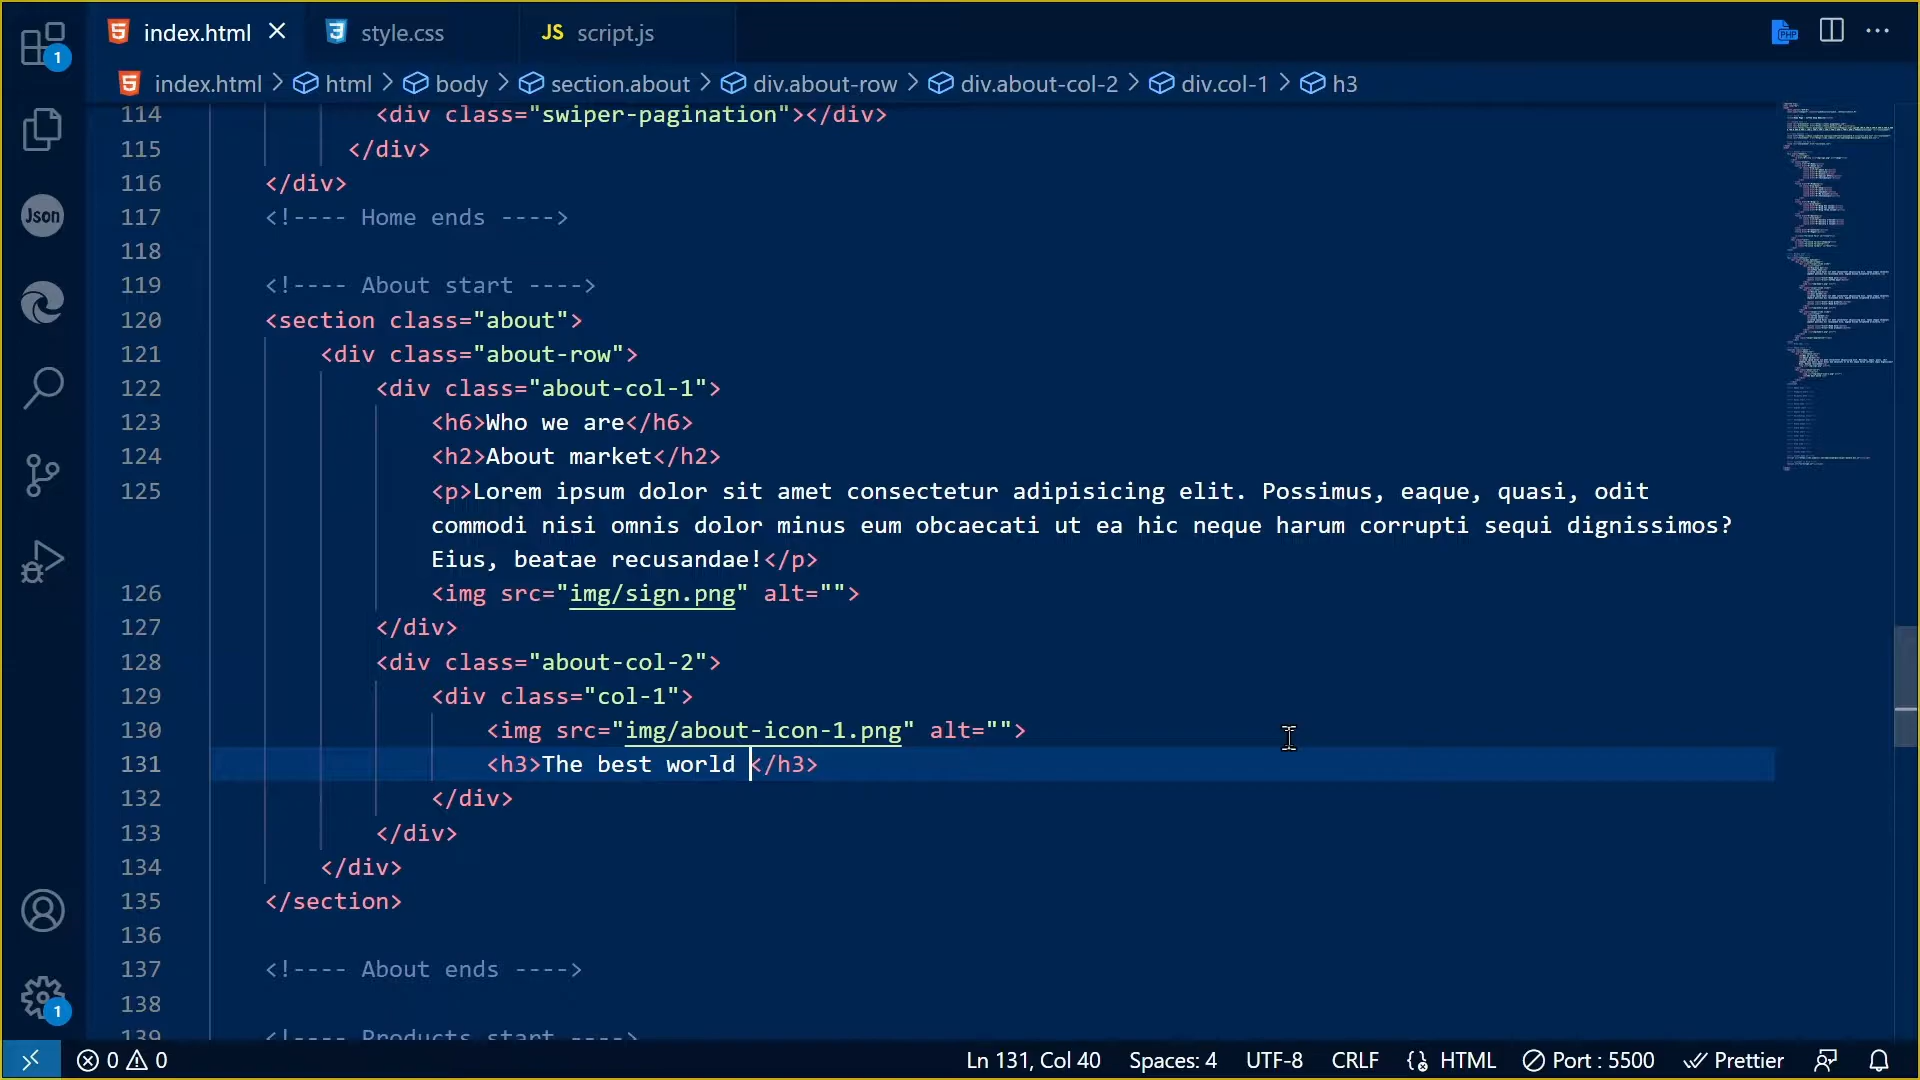 index.html
style.css
JS script.js
PHP
index.html > html > body > section.about > div.about-row > div.about-col-2 > div.col-1 > h3
1
Json
114 <div class="swiper-pagination"></div>
115 </div>
116 </div>
117 <!---- Home ends ---->
118
119 <!---- About start ---->
120 <section class="about">
121 <div class="about-row">
122 <div class="about-col-1">
123 <h6>Who we are</h6>
124 <h2>About market</h2>
125 <p>Lorem ipsum dolor sit amet consectetur adipisicing elit. Possimus, eaque, quasi, odit
commodi nisi omnis dolor minus eum obcaecati ut ea hic neque harum corrupti sequi dignissimos?
Eius, beatae recusandae!</p>
126 <img src="img/sign.png" alt="">
127 </div>
128 <div class="about-col-2">
129 <div class="col-1">
130 <img src="img/about-icon-1.png" alt="">
131 <h3>The best world </h3>
132 </div>
133 </div>
134 </div>
135 </section>
136
137 <!---- About ends ---->
138
139 <!---- Products start ---->
1
0 0
Ln 131, Col 40 Spaces: 4 UTF-8 CRLF HTML Port : 5500 Prettier